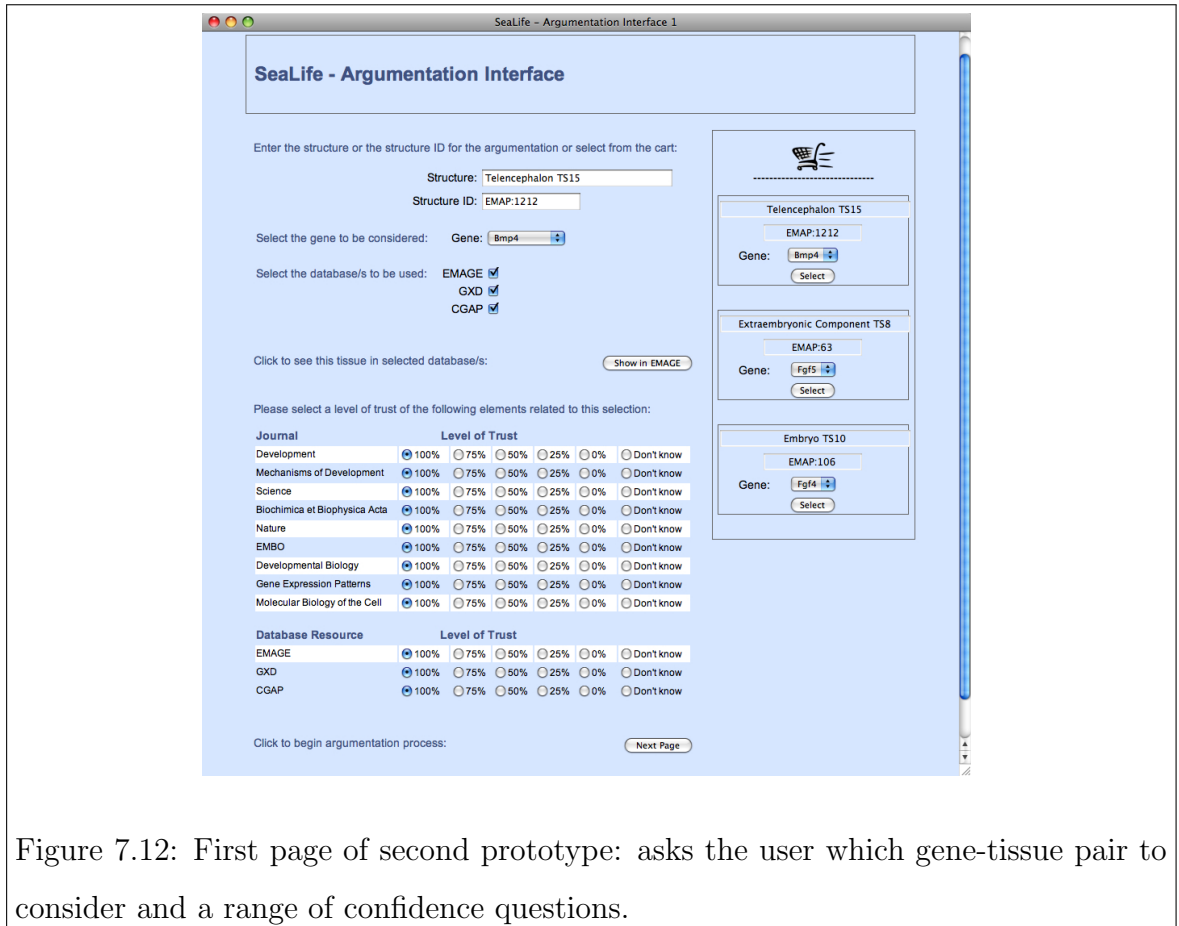 SeaLife – Argumentation Interface 1
SeaLife - Argumentation Interface
Enter the structure or the structure ID for the argumentation or select from the cart:
Structure: Telencephalon TS15
Structure ID: EMAP:1212
Select the gene to be considered: Gene: Bmp4
Select the database/s to be used: EMAGE
GXD
CGAP
Click to see this tissue in selected database/s: Show in EMAGE
Please select a level of trust of the following elements related to this selection:
Journal Level of Trust
Development 100% 75% 50% 25% 0% Don't know
Mechanisms of Development 100% 75% 50% 25% 0% Don't know
Science 100% 75% 50% 25% 0% Don't know
Biochimica et Biophysica Acta 100% 75% 50% 25% 0% Don't know
Nature 100% 75% 50% 25% 0% Don't know
EMBO 100% 75% 50% 25% 0% Don't know
Developmental Biology 100% 75% 50% 25% 0% Don't know
Gene Expression Patterns 100% 75% 50% 25% 0% Don't know
Molecular Biology of the Cell 100% 75% 50% 25% 0% Don't know
Database Resource Level of Trust
EMAGE 100% 75% 50% 25% 0% Don't know
GXD 100% 75% 50% 25% 0% Don't know
CGAP 100% 75% 50% 25% 0% Don't know
Click to begin argumentation process: Next Page
Telencephalon TS15
EMAP:1212
Gene: Bmp4
Select
Extraembryonic Component TS8
EMAP:63
Gene: Fgf5
Select
Embryo TS10
EMAP:106
Gene: Fgf4
Select
Figure 7.12: First page of second prototype: asks the user which gene-tissue pair to
consider and a range of confidence questions.